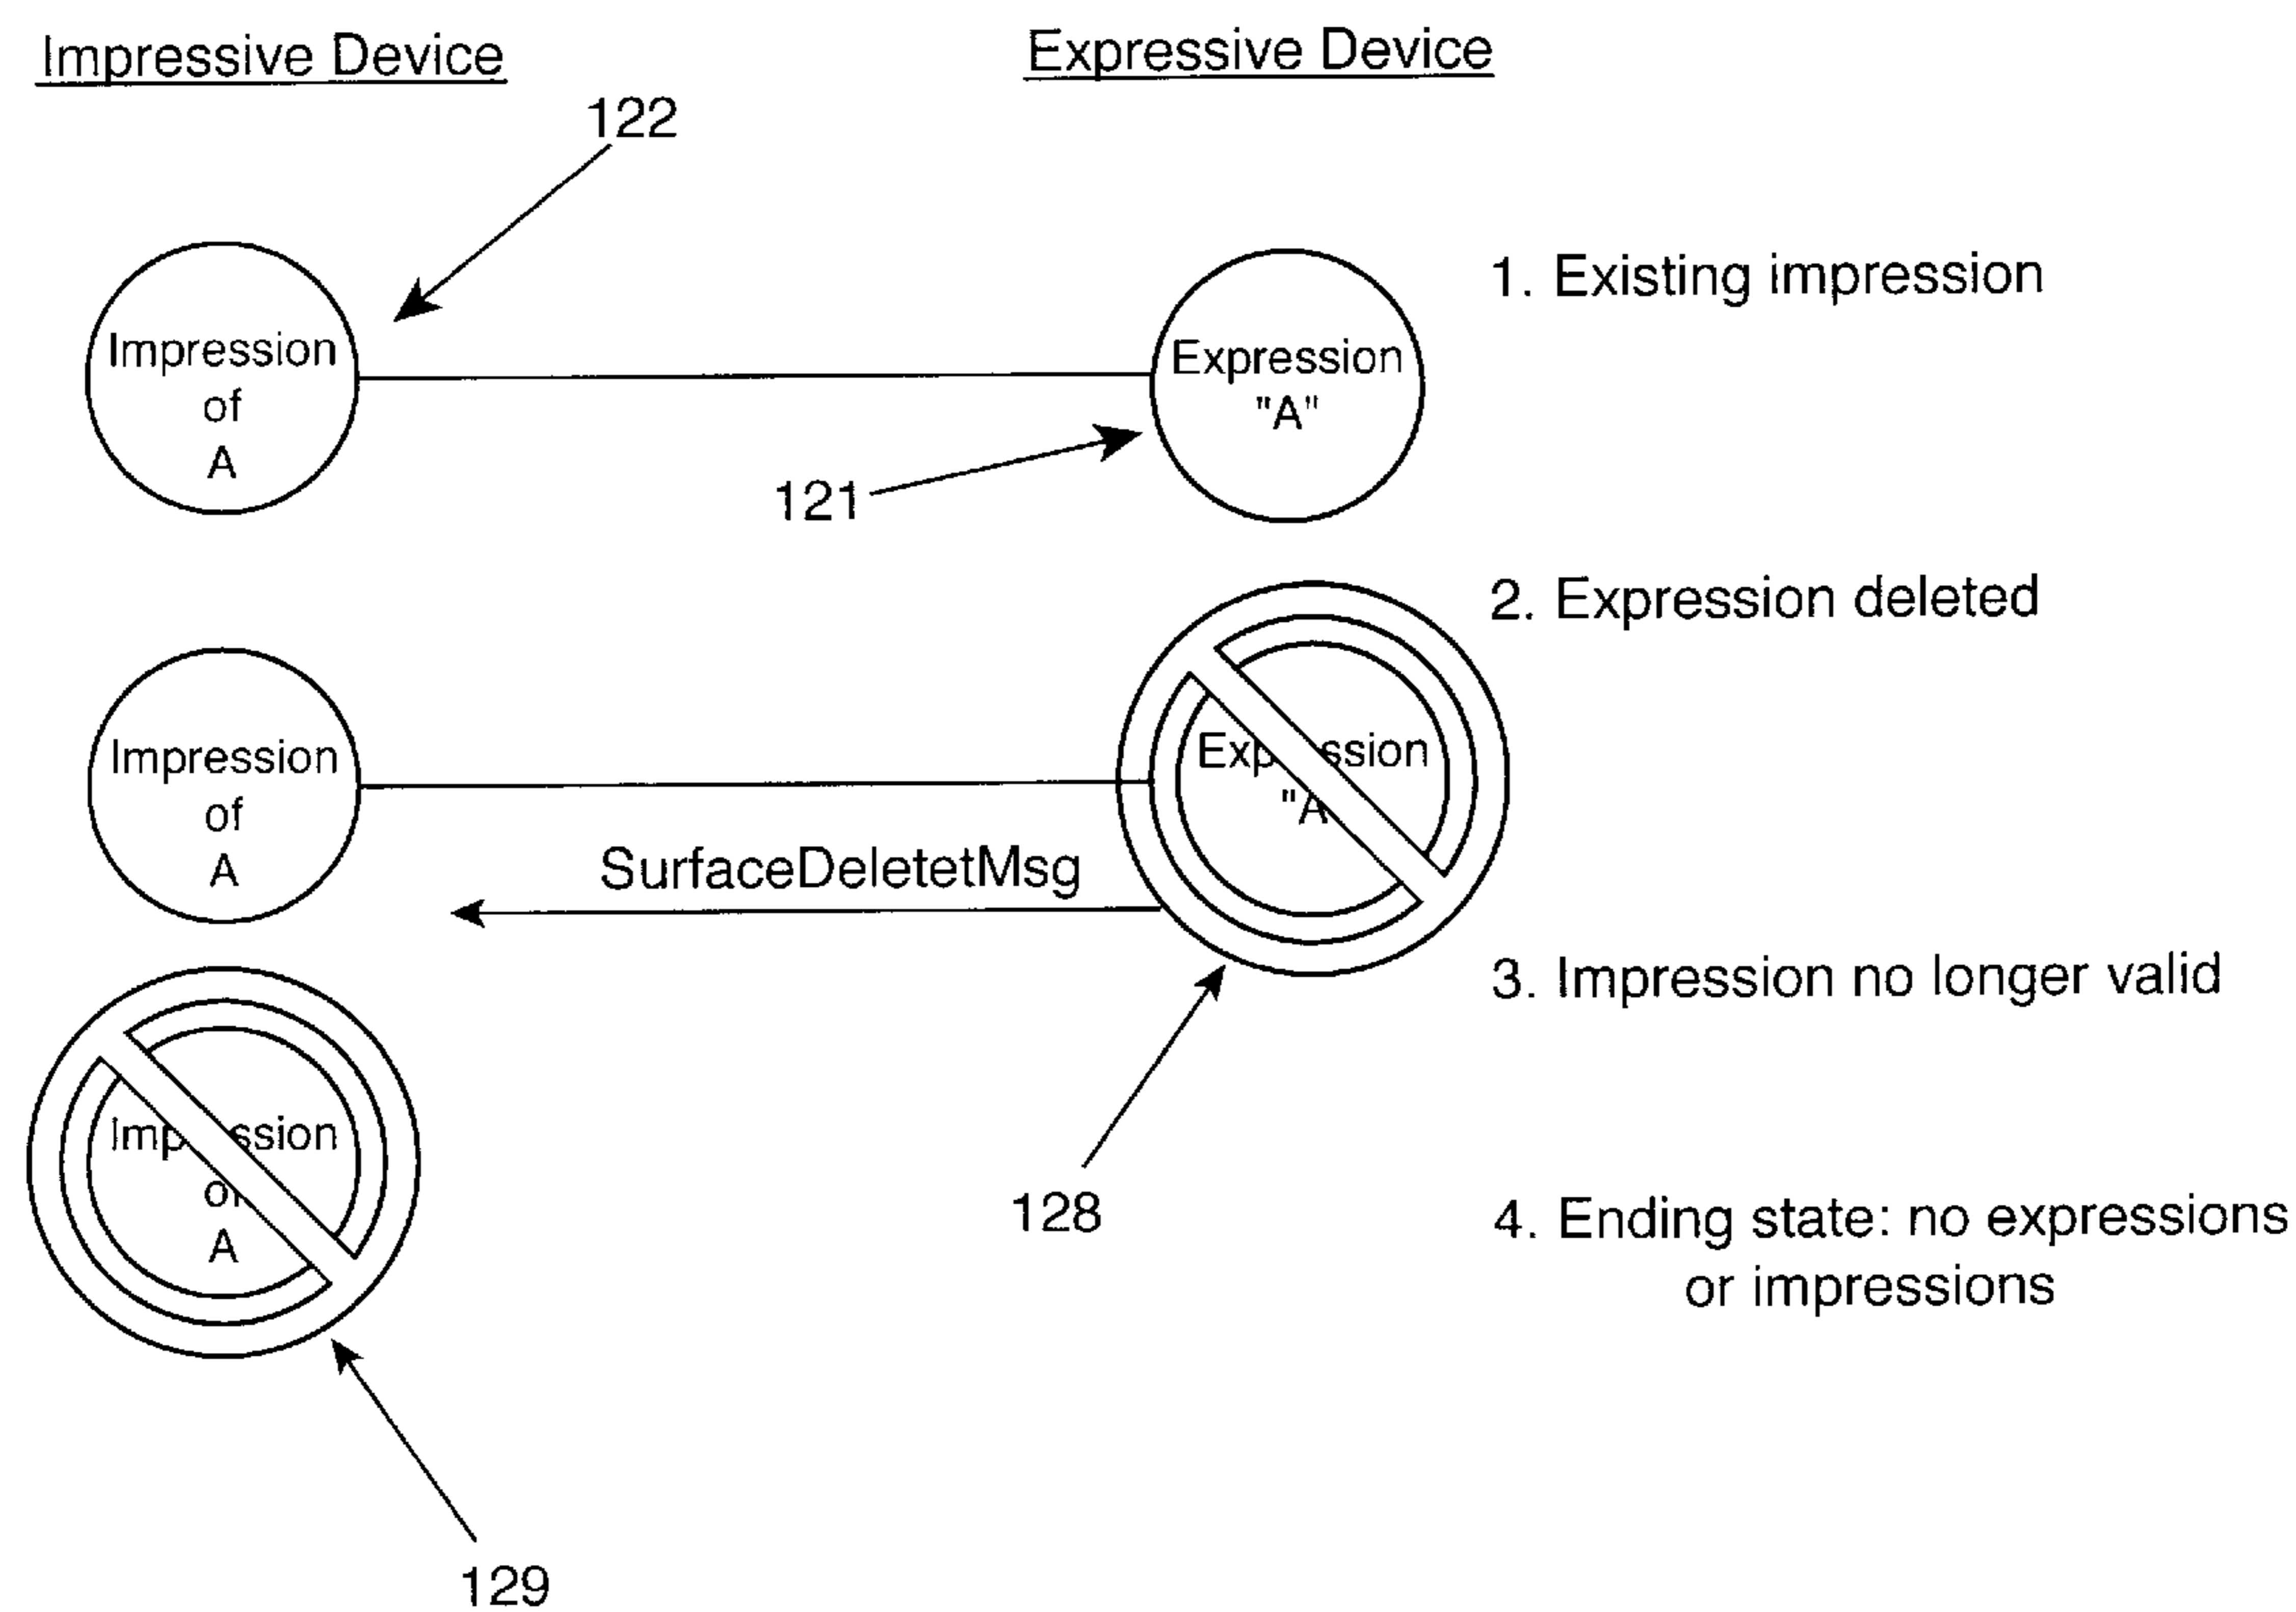 Impressive Device
Expressive Device
122
1. Existing impression
Impression
of
A
Expression
"A"
121
2. Expression deleted
Impression
of
A
"A
SurfaceDeletetMsg
3. Impression no longer valid
of
A
128
4. Ending state: no expressions
or impressions
129